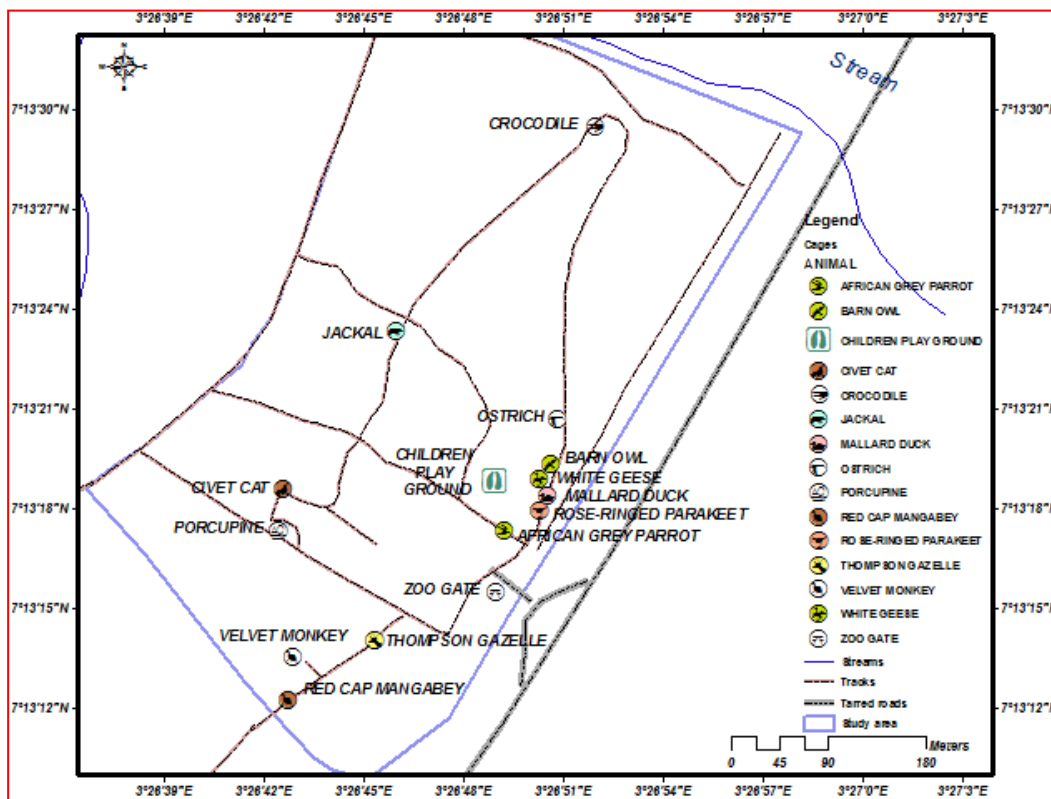 3°26'39"E 3°26'42"E 3°26'45"E 3°26'48"E 3°26'51"E 3°26'54"E 3°26'57"E 3°27'0"E 3°27'3"E
Stream
7°13'30"N 7°13'30"N
CROCODILE
7°13'27"N 7°13'27"N
Legend
Cages
ANIMAL
AFRICAN GREY PARROT
BARN OWL
CHILDREN PLAY GROUND
CIVET CAT
CROCODILE
JACKAL
MALLARD DUCK
OSTRICH
PORCUPINE
RED CAP MANGABEY
ROSE-RINGED PARAKEET
THOMPSON GAZELLE
VELVET MONKEY
WHITE GEESE
ZOO GATE
Streams
Tracks
Tarred roads
Study area
7°13'24"N 7°13'24"N
JACKAL
7°13'21"N 7°13'21"N
OSTRICH
CHILDREN
PLAY
GROUND
BARN OWL
WHITE GEESE
MALLARD DUCK
ROSE-RINGED PARAKEET
AFRICAN GREY PARROT
CIVET CAT
7°13'18"N 7°13'18"N
PORCUPINE
ZOO GATE
7°13'15"N 7°13'15"N
VELVET MONKEY
THOMPSON GAZELLE
RED CAP MANGABEY
7°13'12"N 7°13'12"N
Meters
0 45 90 180
3°26'39"E 3°26'42"E 3°26'45"E 3°26'48"E 3°26'51"E 3°26'54"E 3°26'57"E 3°27'0"E 3°27'3"E